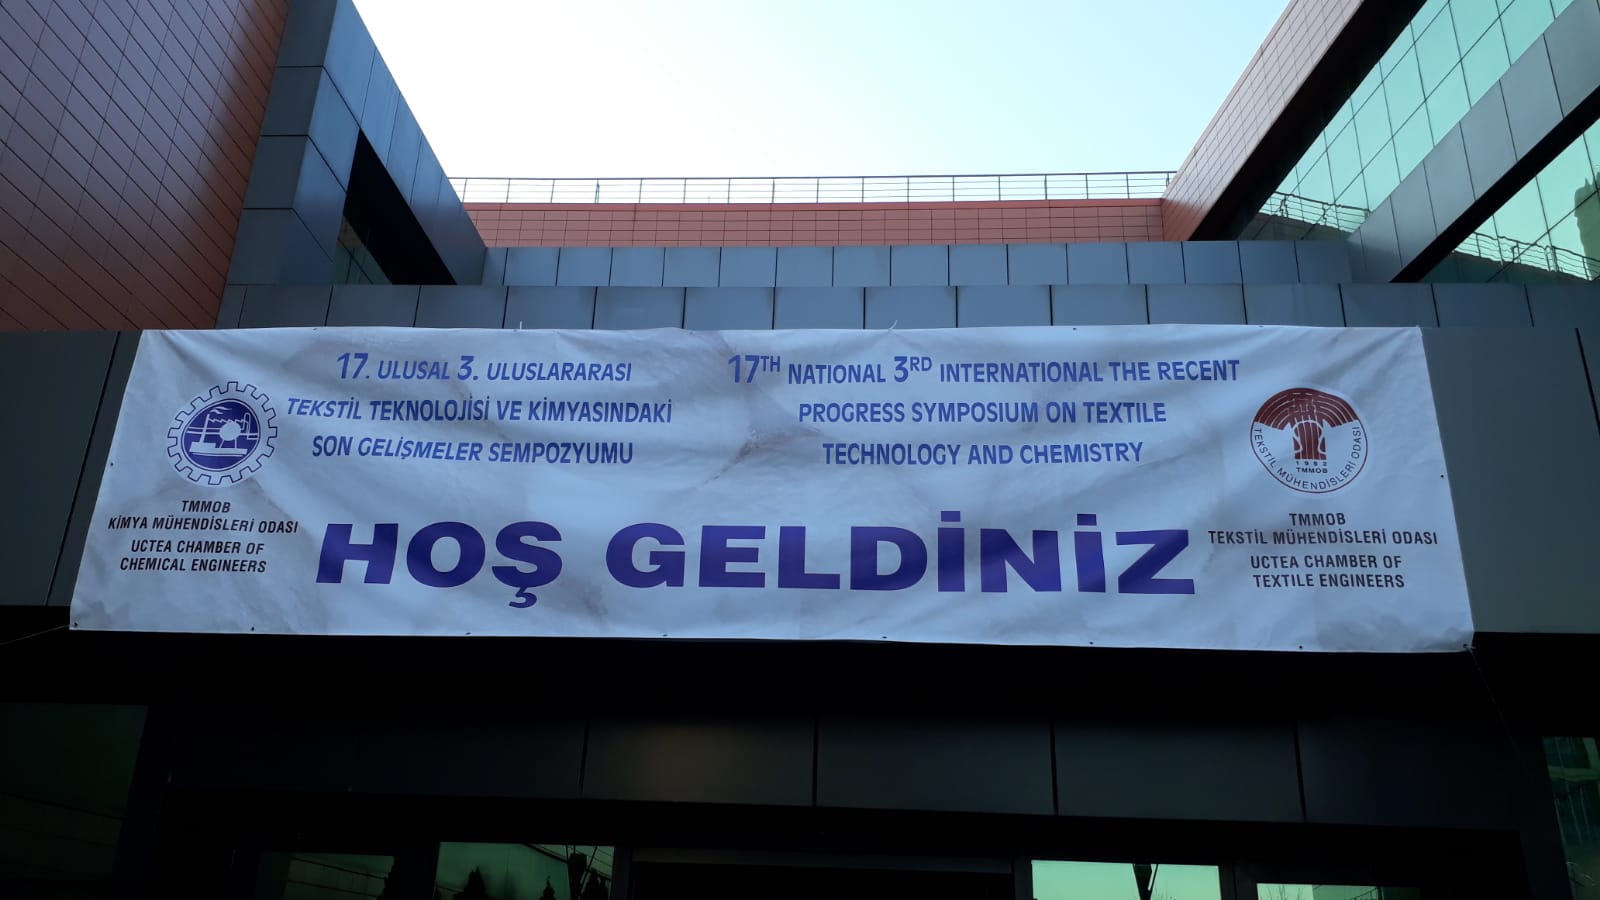 17. ULUSAL 3. ULUSLARARASI
TEKSTİL TEKNOLOJİSİ VE KİMYASINDAKİ
SON GELİŞMELER SEMPOZYUMU
17TH NATIONAL 3RD INTERNATIONAL THE RECENT
PROGRESS SYMPOSIUM ON TEXTILE
TECHNOLOGY AND CHEMISTRY
HOŞ GELDİNİZ
TMMOB
KİMYA MÜHENDİSLERİ ODASI
UCTEA CHAMBER OF
CHEMICAL ENGINEERS
TEKSTİL MÜHENDİSLERİ ODASI
1992
TMMOB
TMMOB
TEKSTİL MÜHENDİSLERİ ODASI
UCTEA CHAMBER OF
TEXTILE ENGINEERS